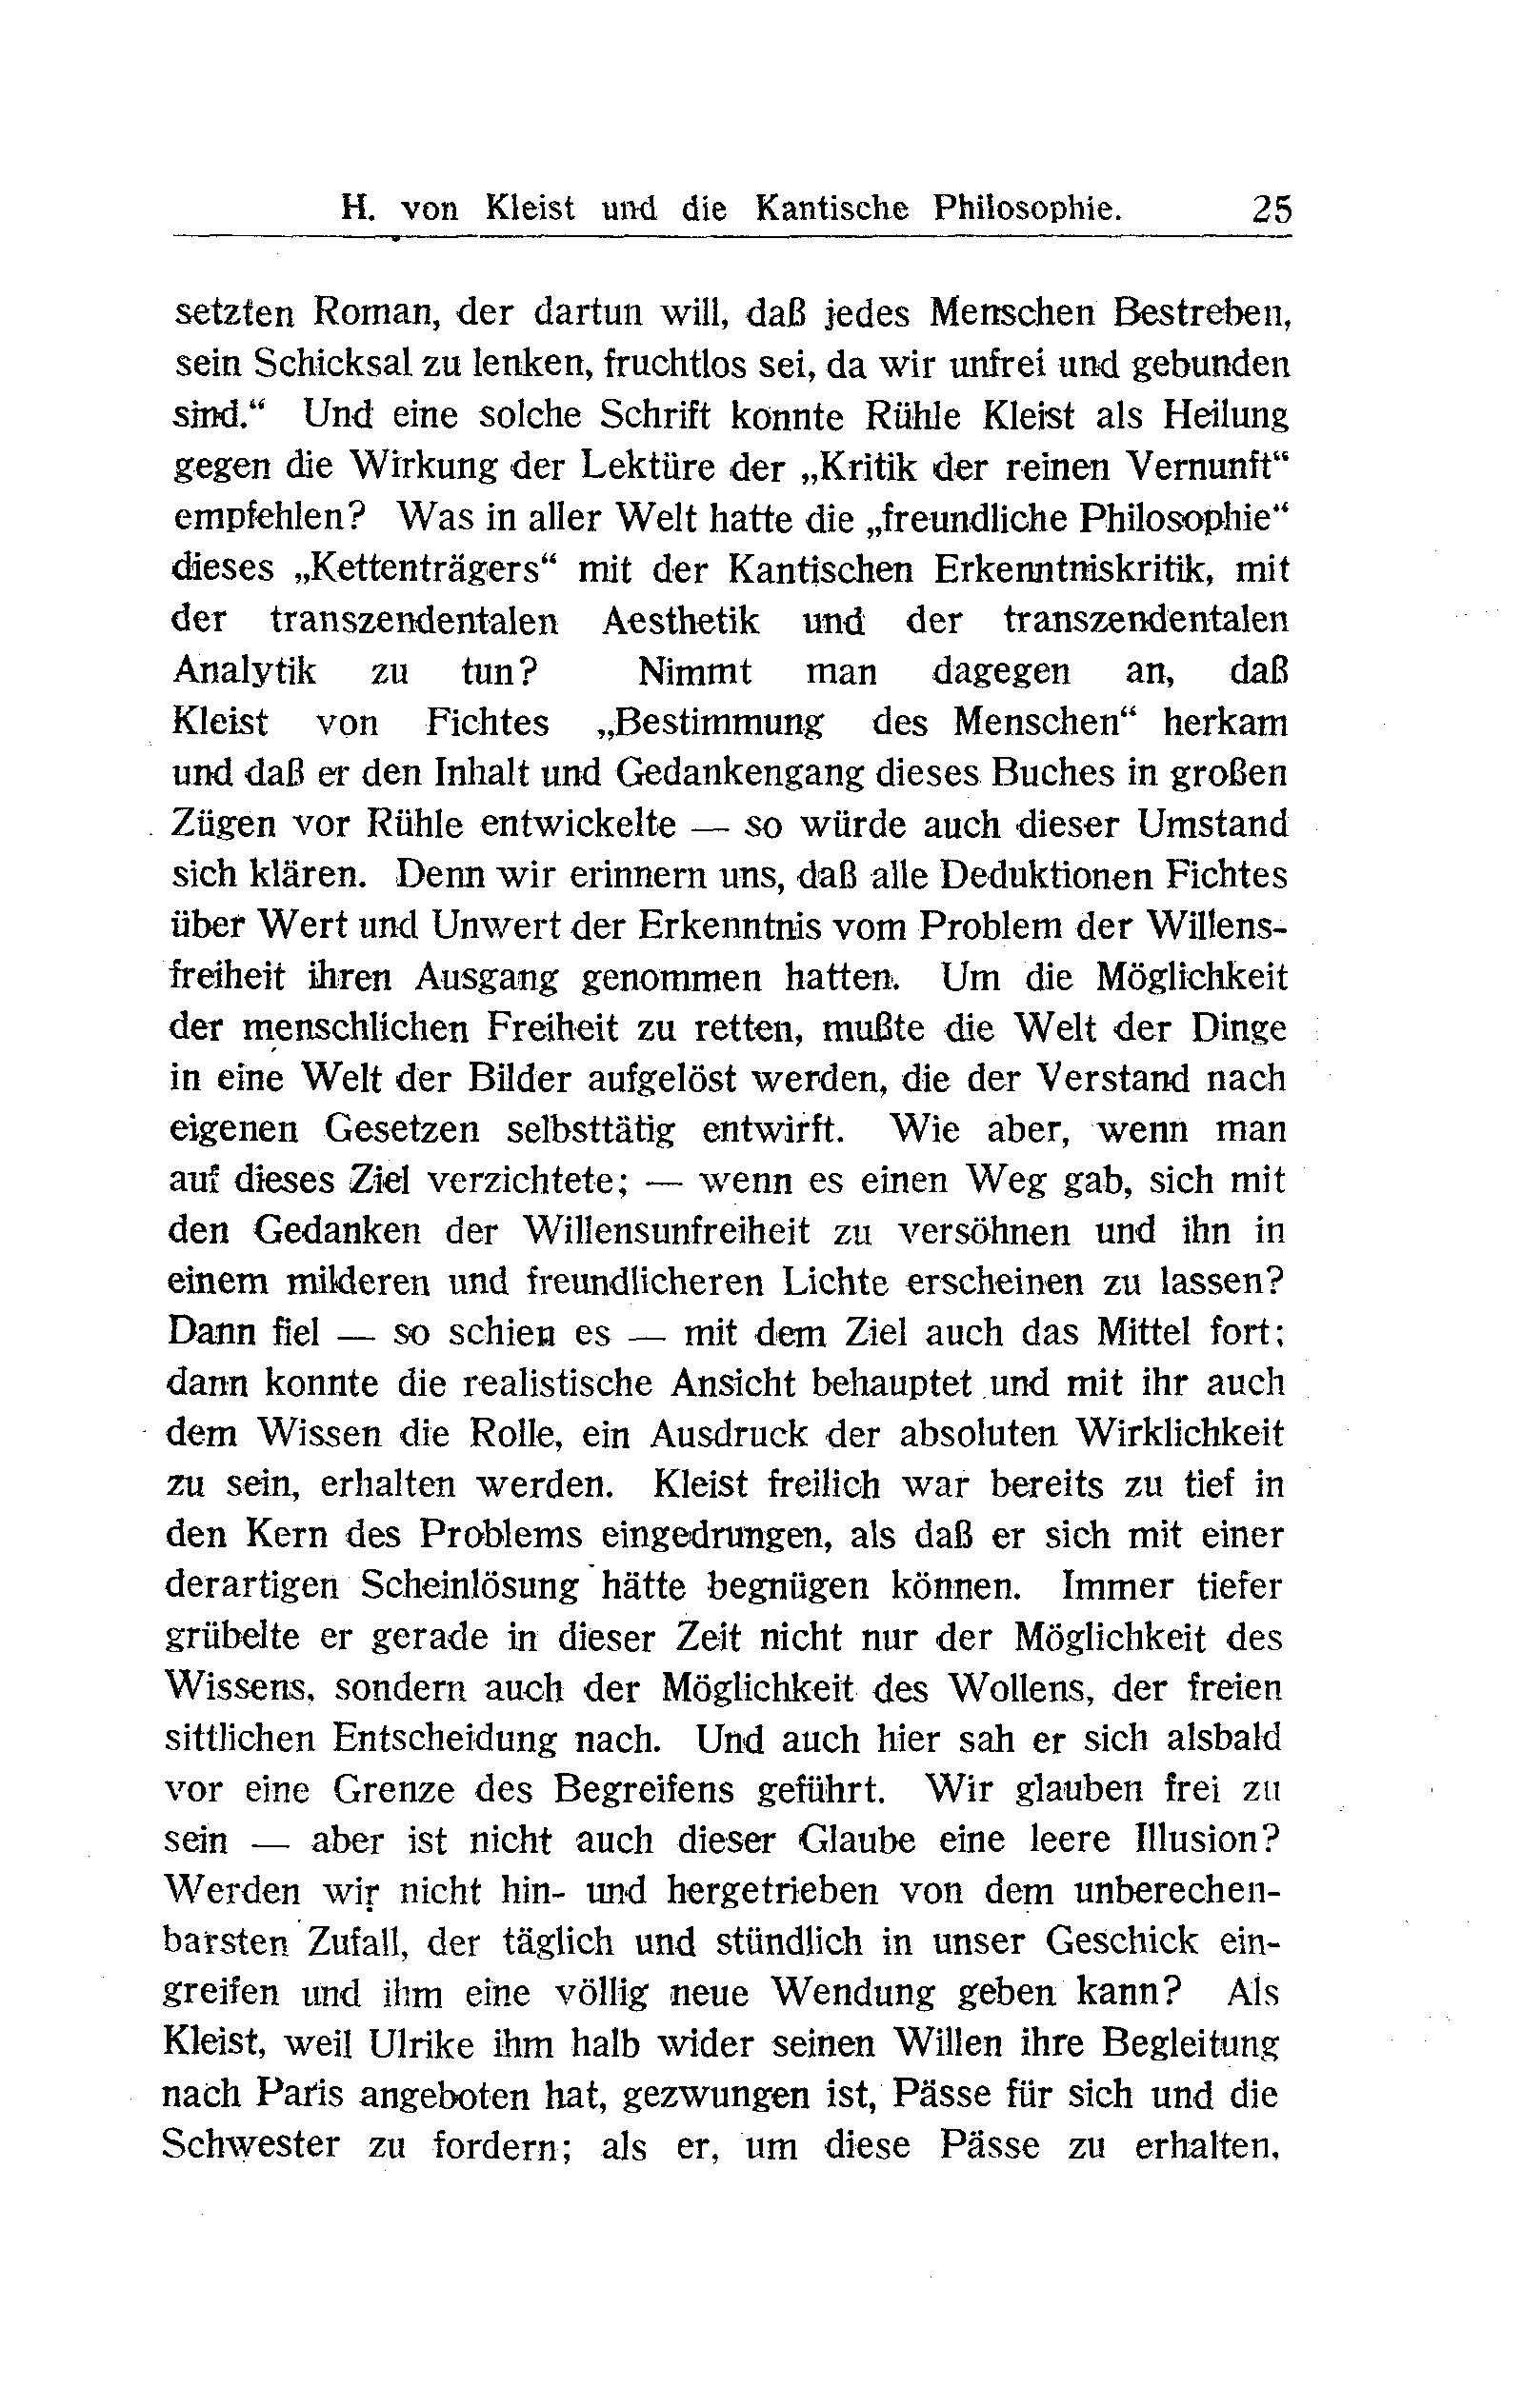 H. von Kleist und die Kantische Philosophie. 25
setzten Roman, der dartun will, daß jedes Menschen Bestreben,
sein Schicksal zu lenken, fruchtlos sei, da wir unfrei und gebunden
sind.“ Und eine solche Schrift konnte Rühle Kleist als Heilung
gegen die Wirkung der Lektüre der „Kritik der reinen Vernunft“
empfehlen? Was in aller Welt hatte die „freundliche Philosophie“
dieses „Kettenträgers“ mit der Kantischen Erkenntniskritik, mit
der transzendentalen Aesthetik und der transzendentalen
Analytik zu tun? Nimmt man dagegen an, daß
Kleist von Fichtes „Bestimmung des Menschen“ herkam
und daß er den Inhalt und Gedankengang dieses Buches in großen
Zügen vor Rühle entwickelte — so würde auch dieser Umstand
sich klären. Denn wir erinnern uns, daß alle Deduktionen Fichtes
über Wert und Unwert der Erkenntnis vom Problem der Willens-
freiheit ihren Ausgang genommen hatten. Um die Möglichkeit
der menschlichen Freiheit zu retten, mußte die Welt der Dinge
in eine Welt der Bilder aufgelöst werden, die der Verstand nach
eigenen Gesetzen selbsttätig entwirft. Wie aber, wenn man
auf dieses Ziel verzichtete; — wenn es einen Weg gab, sich mit
den Gedanken der Willensunfreiheit zu versöhnen und ihn in
einem milderen und freundlicheren Lichte erscheinen zu lassen?
Dann fiel — so schien es — mit dem Ziel auch das Mittel fort;
dann konnte die realistische Ansicht behauptet und mit ihr auch
dem Wissen die Rolle, ein Ausdruck der absoluten Wirklichkeit
zu sein, erhalten werden. Kleist freilich war bereits zu tief in
den Kern des Problems eingedrungen, als daß er sich mit einer
derartigen Scheinlösung hätte begnügen können. Immer tiefer
grübelte er gerade in dieser Zeit nicht nur der Möglichkeit des
Wissens, sondern auch der Möglichkeit des Wollens, der freien
sittlichen Entscheidung nach. Und auch hier sah er sich alsbald
vor eine Grenze des Begreifens geführt. Wir glauben frei zu
sein — aber ist nicht auch dieser Glaube eine leere Illusion?
Werden wir nicht hin- und hergetrieben von dem unberechen-
barsten Zufall, der täglich und stündlich in unser Geschick ein-
greifen und ihm eine völlig neue Wendung geben kann? Als
Kleist, weil Ulrike ihm halb wider seinen Willen ihre Begleitung
nach Paris angeboten hat, gezwungen ist, Pässe für sich und die
Schwester zu fordern; als er, um diese Pässe zu erhalten,